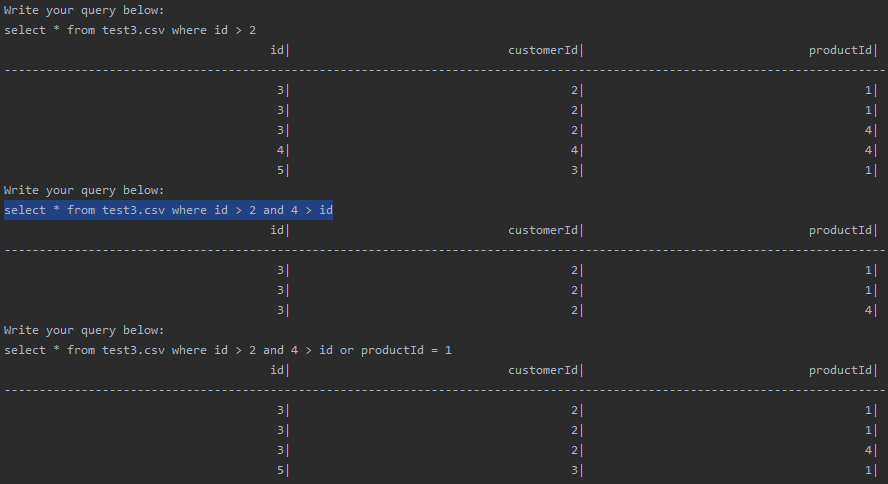 Write your query below:
select * from test3.csv where id > 2
id| customerId| productId|
------------------------------------------------------------------------------------------------------------------------------
3| 2| 1|
3| 2| 1|
3| 2| 4|
4| 4| 4|
5| 3| 1|
Write your query below:
select * from test3.csv where id > 2 and 4 > id
id| customerId| productId|
------------------------------------------------------------------------------------------------------------------------------
3| 2| 1|
3| 2| 1|
3| 2| 4|
Write your query below:
select * from test3.csv where id > 2 and 4 > id or productId = 1
id| customerId| productId|
------------------------------------------------------------------------------------------------------------------------------
3| 2| 1|
3| 2| 1|
3| 2| 4|
5| 3| 1|